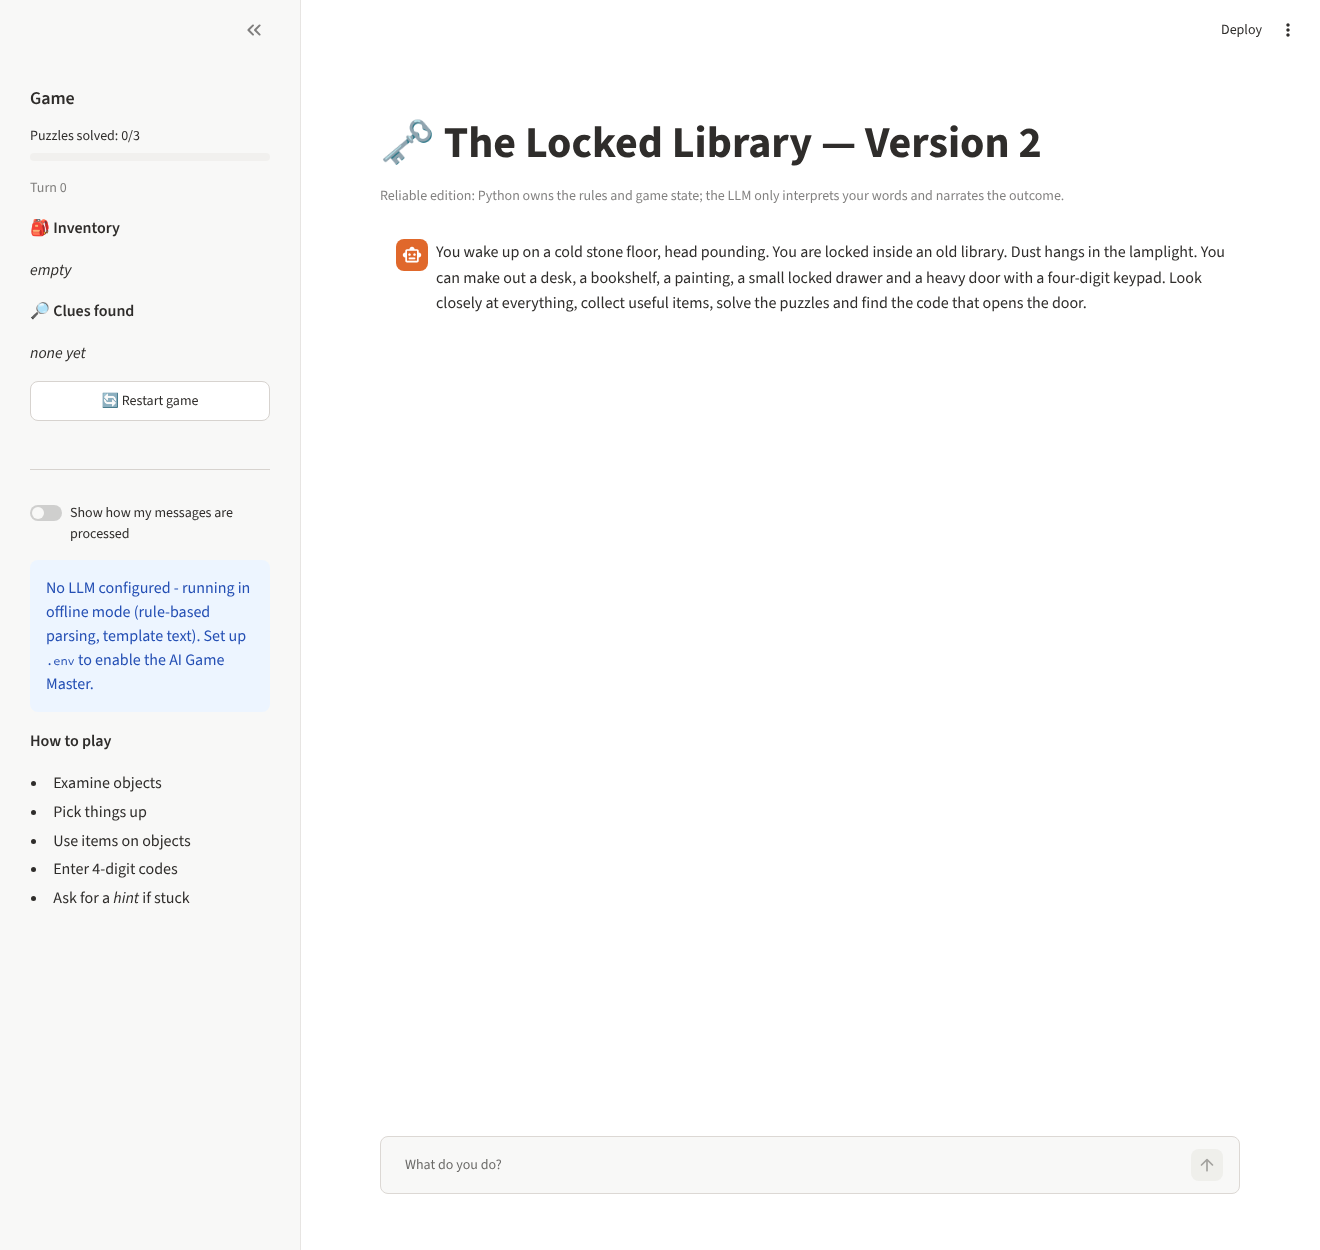 Deploy
Game
Puzzles solved: 0/3
Turn 0
🎒 Inventory
empty
🔎 Clues found
none yet
🔄 Restart game
Show how my messages are
processed
No LLM configured - running in
offline mode (rule-based
parsing, template text). Set up
.env to enable the AI Game
Master.
How to play
• Examine objects
• Pick things up
• Use items on objects
• Enter 4-digit codes
• Ask for a hint if stuck
🗝️ The Locked Library — Version 2
Reliable edition: Python owns the rules and game state; the LLM only interprets your words and narrates the outcome.
You wake up on a cold stone floor, head pounding. You are locked inside an old library. Dust hangs in the lamplight. You
can make out a desk, a bookshelf, a painting, a small locked drawer and a heavy door with a four-digit keypad. Look
closely at everything, collect useful items, solve the puzzles and find the code that opens the door.
What do you do?